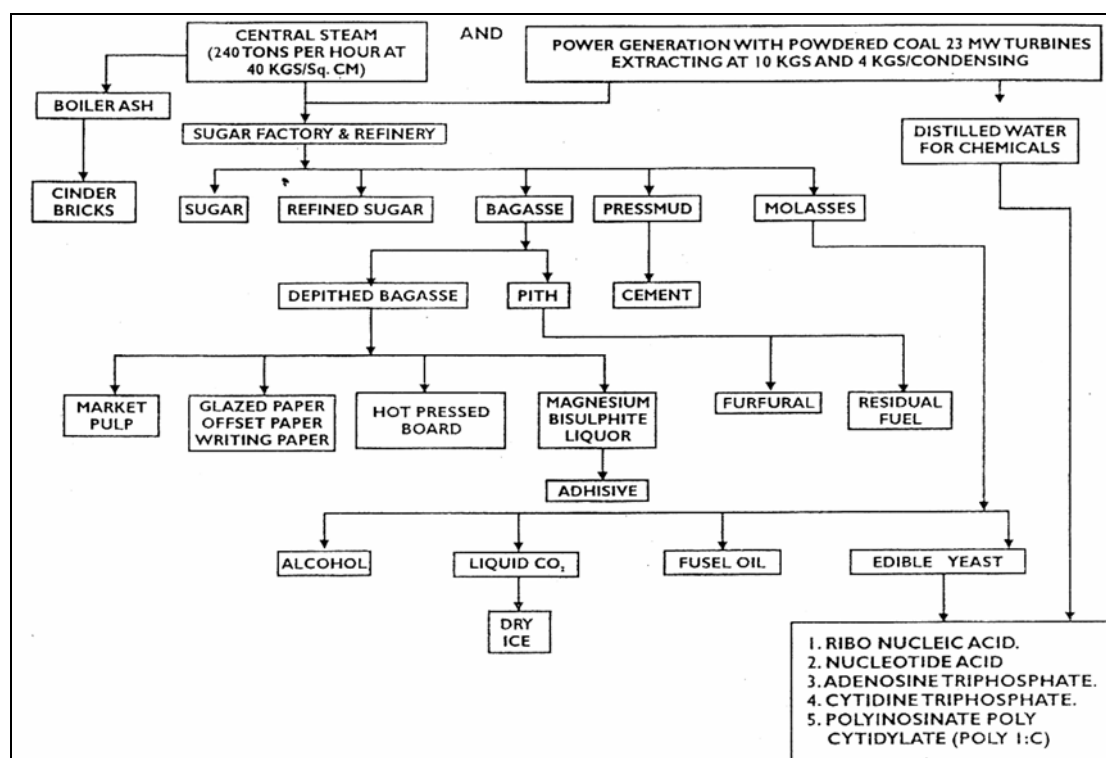 CENTRAL STEAM
(240 TONS PER HOUR AT
40 KGS/Sq. CM)
AND
POWER GENERATION WITH POWDERED COAL 23 MW TURBINES
EXTRACTING AT 10 KGS AND 4 KGS/CONDENSING
BOILER ASH
SUGAR FACTORY & REFINERY
DISTILLED WATER
FOR CHEMICALS
CINDER
BRICKS
SUGAR
REFINED SUGAR
BAGASSE
PRESSMUD
MOLASSES
DEPITHED BAGASSE
PITH
CEMENT
MARKET
PULP
GLAZED PAPER
OFFSET PAPER
WRITING PAPER
HOT PRESSED
BOARD
MAGNESIUM
BISULPHITE
LIQUOR
FURFURAL
RESIDUAL
FUEL
ADHISIVE
ALCOHOL
LIQUID CO₂
FUSEL OIL
EDIBLE YEAST
DRY
ICE
1. RIBO NUCLEIC ACID.
2. NUCLEOTIDE ACID
3. ADENOSINE TRIPHOSPHATE.
4. CYTIDINE TRIPHOSPHATE.
5. POLYINOSINATE POLY
CYTIDYLATE (POLY 1:C)